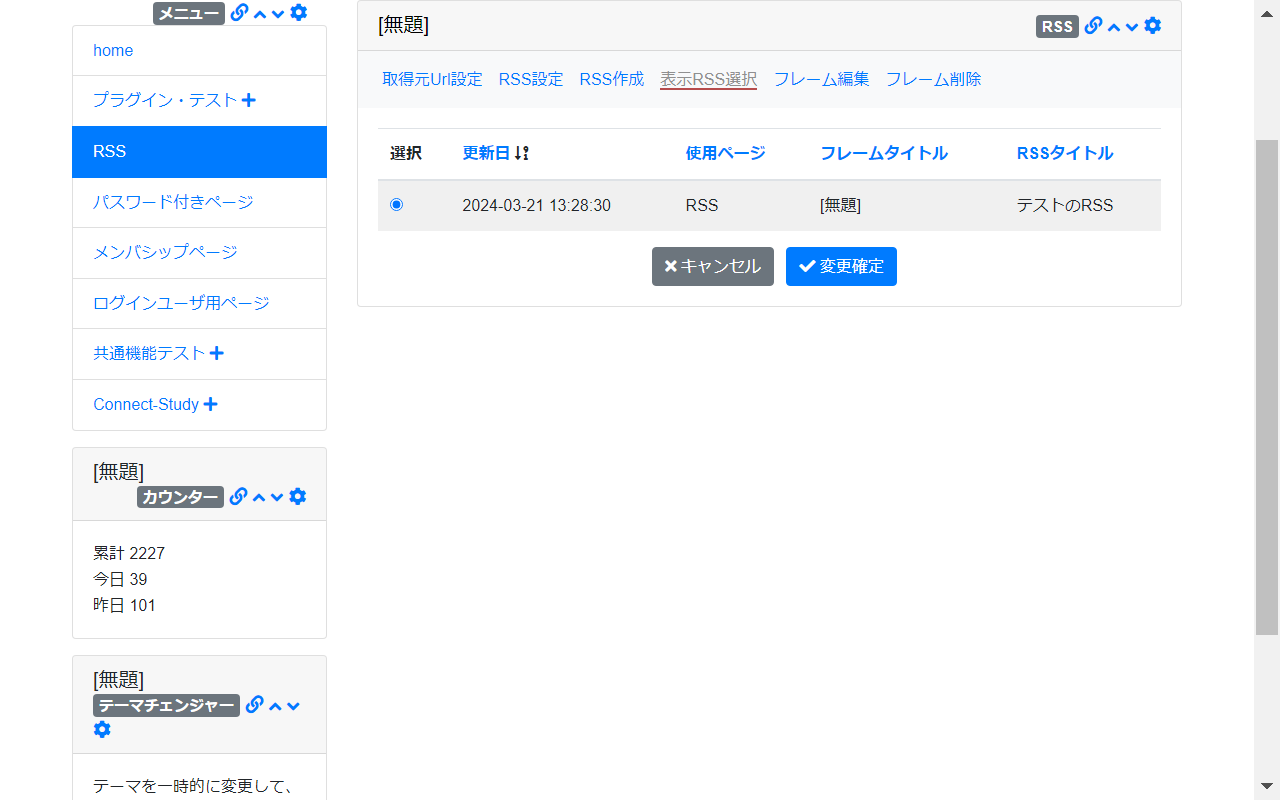 メニュー
home
プラグイン・テスト
RSS
パスワード付きページ
メンバシップページ
ログインユーザ用ページ
共通機能テスト
Connect-Study
[無題]
カウンター
累計 2227
今日 39
昨日 101
[無題]
テーマチェンジャー
テーマを一時的に変更して、
[無題] RSS
取得元Url設定 RSS設定 RSS作成 表示RSS選択 フレーム編集 フレーム削除
選択 更新日 使用ページ フレームタイトル RSSタイトル
2024-03-21 13:28:30 RSS [無題] テストのRSS
キャンセル 変更確定